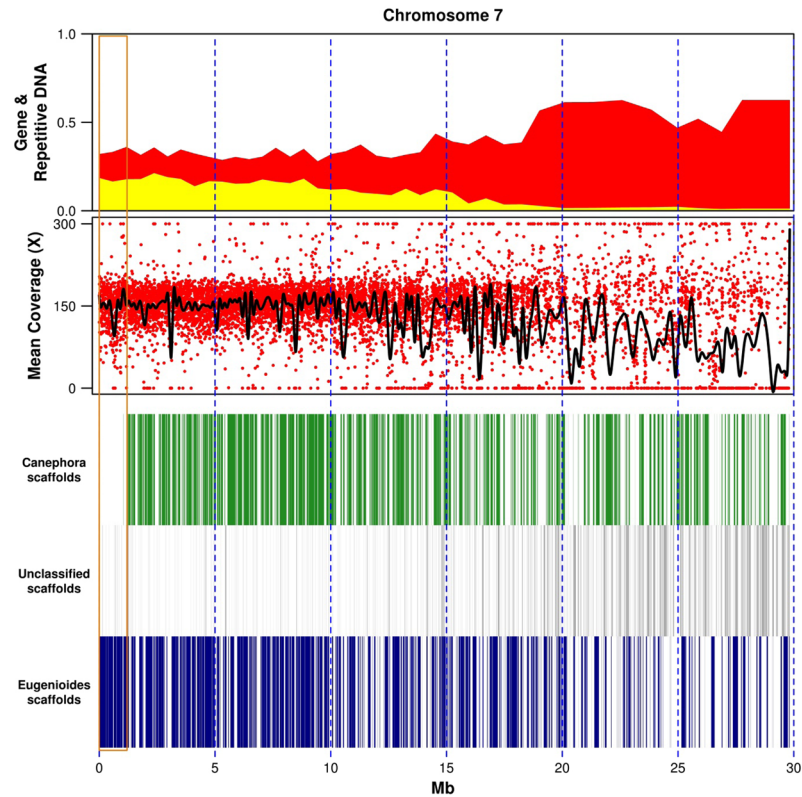 Chromosome 7
Gene &
Repetitive DNA
1.0
0.5
0.0
Mean Coverage (X)
300
150
0
Canephora
scaffolds
Unclassified
scaffolds
Eugenioides
scaffolds
0 5 10 15 20 25 30
Mb